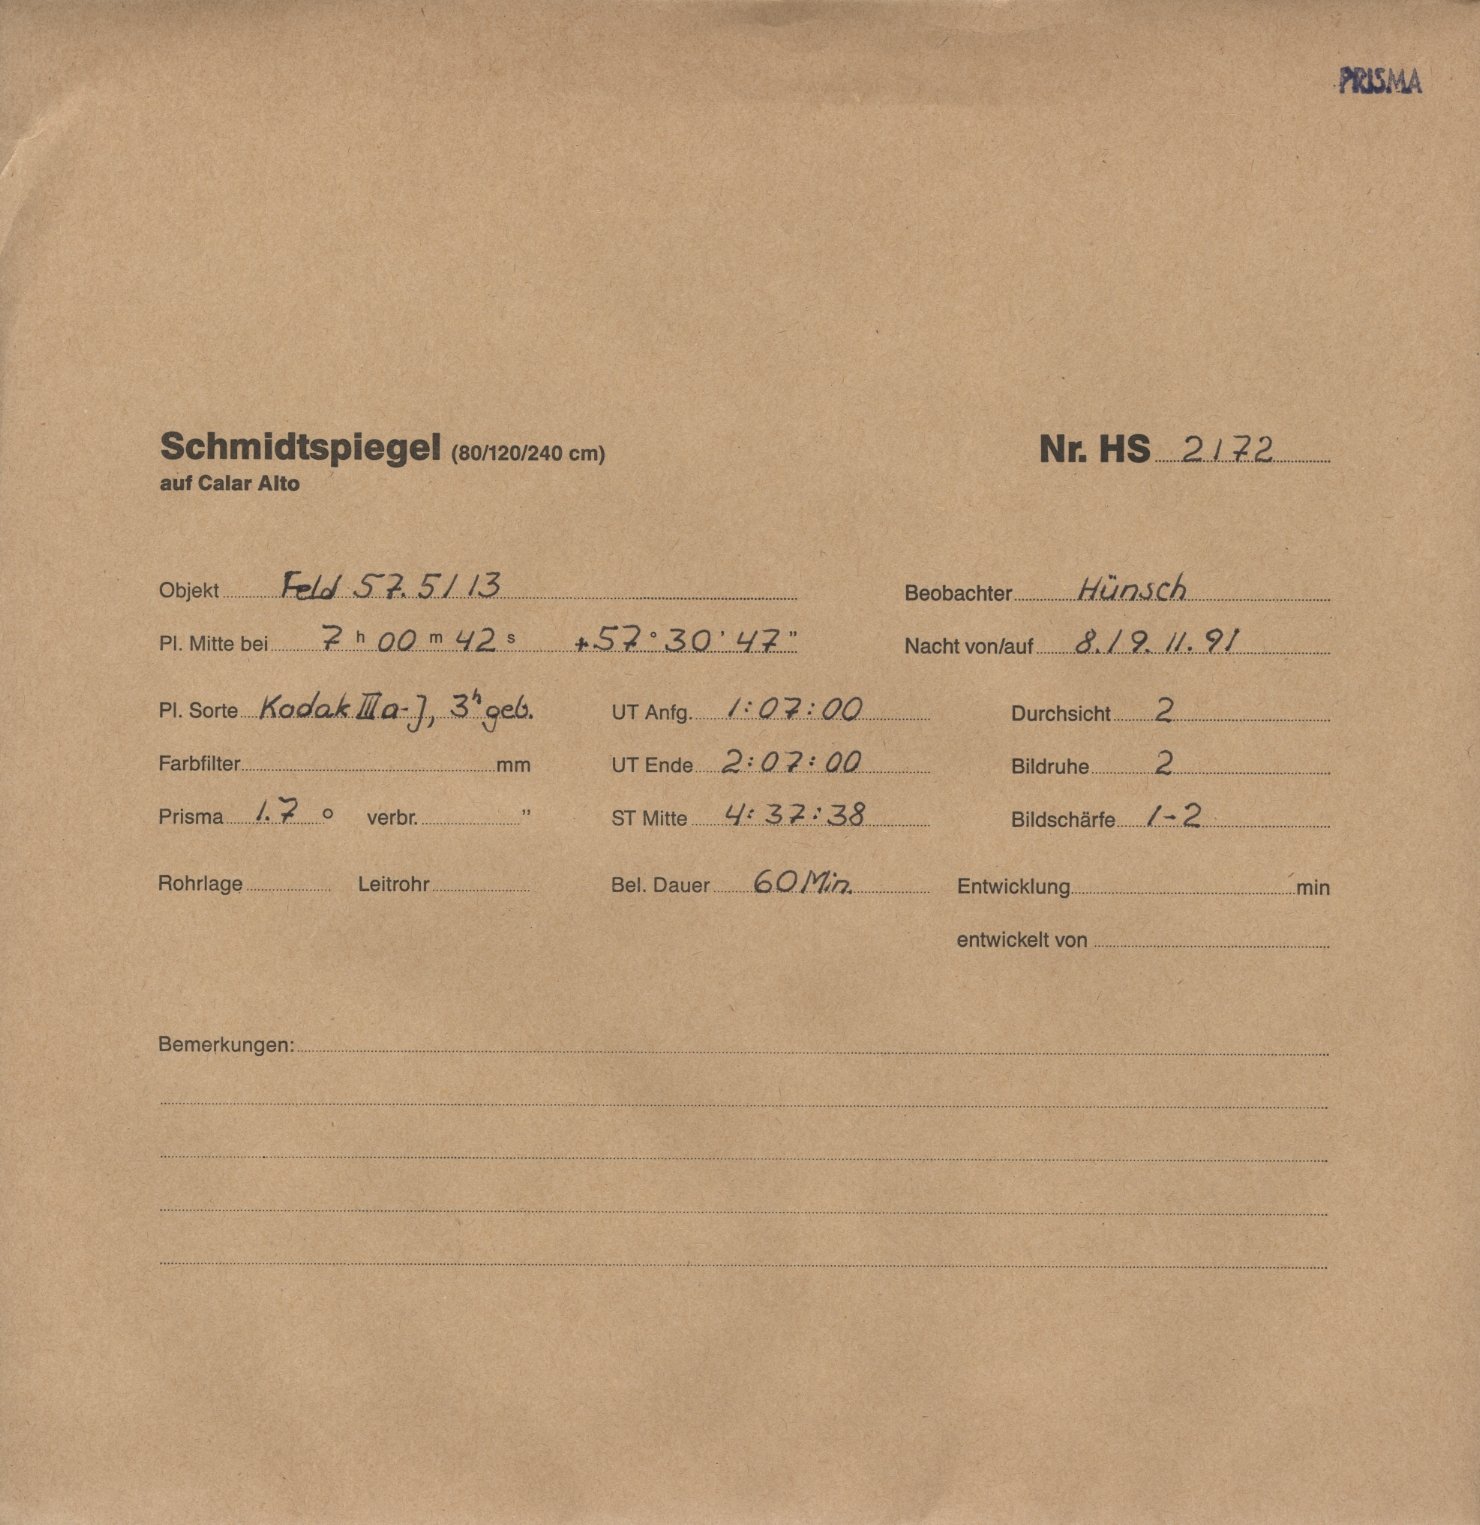 PRISMA
Schmidtspiegel (80/120/240 cm) Nr. HS 2172
auf Calar Alto
Objekt Feld 57.5/13 Beobachter Hünsch
Pl. Mitte bei 7 h 00 m 42 s +57° 30' 47" Nacht von/auf 8./9. 11. 91
Pl. Sorte Kodak IIIa-J, 3h geb. UT Anfg. 1:07:00 Durchsicht 2
Farbfilter mm UT Ende 2:07:00 Bildruhe 2
Prisma 1.7 ° verbr. " ST Mitte 4:37:38 Bildschärfe 1-2
Rohrlage Leitrohr Bel. Dauer 60 Min. Entwicklung min
entwickelt von
Bemerkungen: